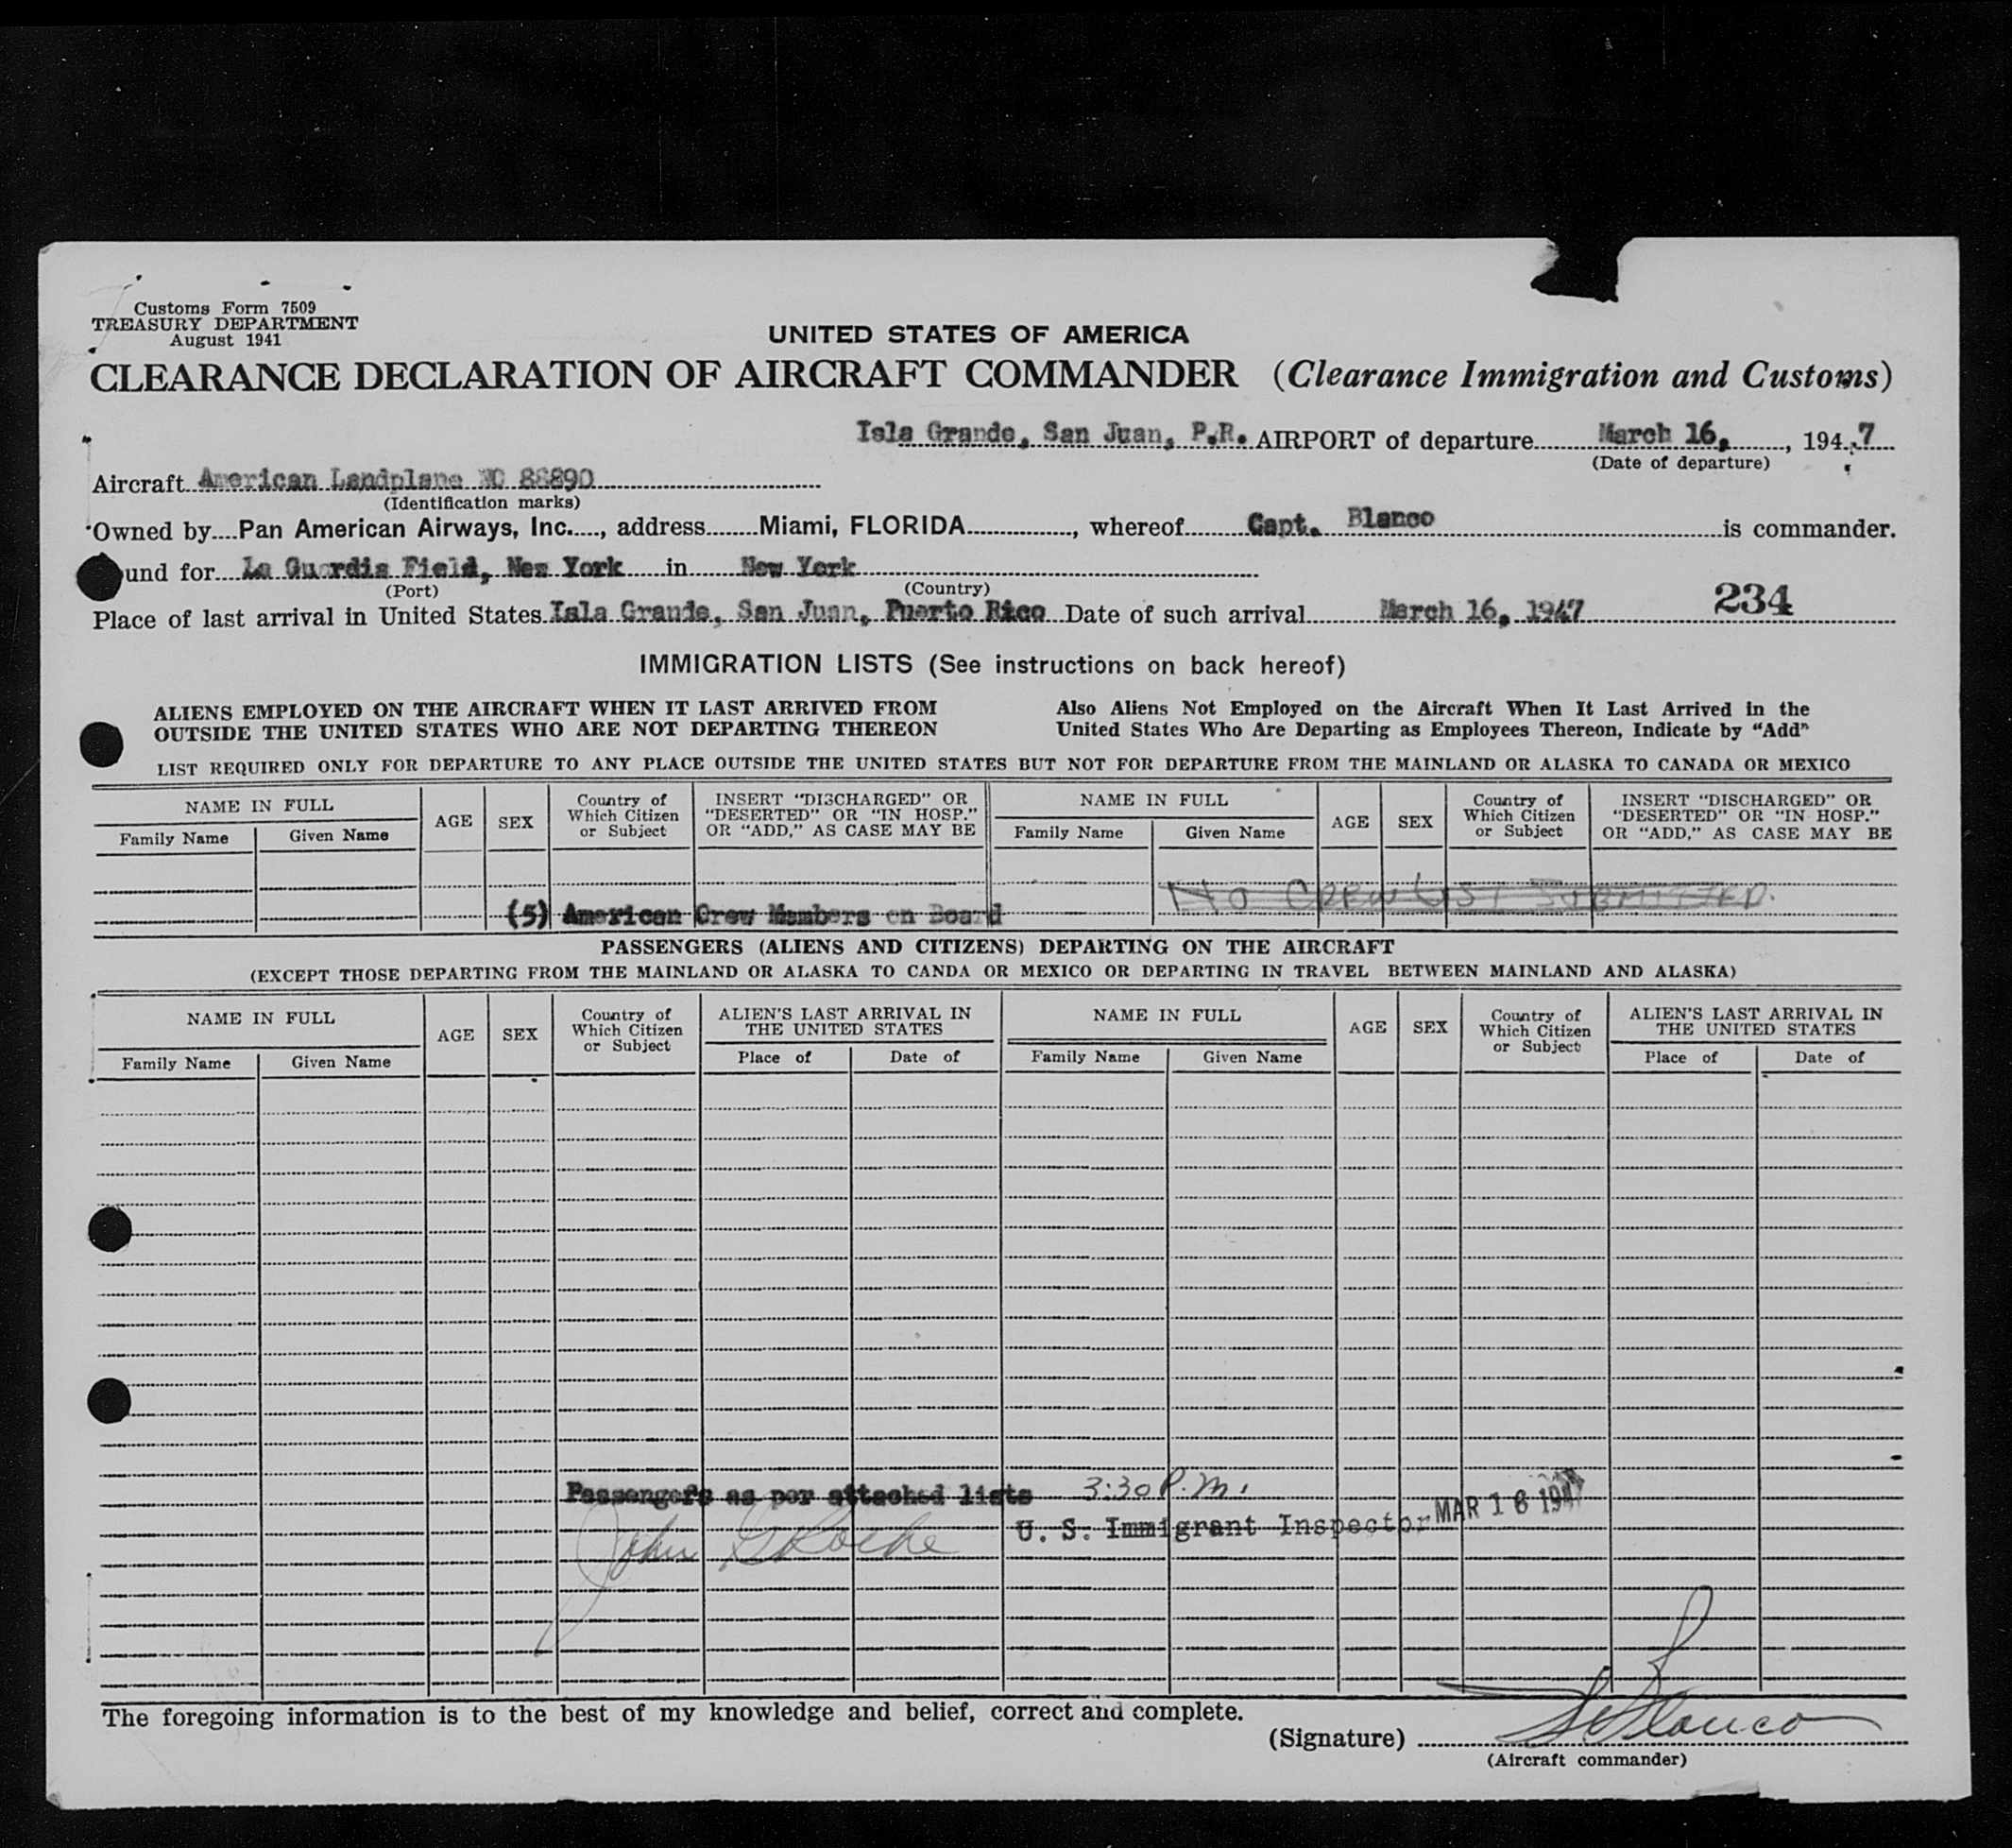 Customs Form 7509
TREASURY DEPARTMENT
August 1941
UNITED STATES OF AMERICA
CLEARANCE DECLARATION OF AIRCRAFT COMMANDER (Clearance Immigration and Customs)
Isla Grande, San Juan, P.R. AIRPORT of departure March 16, , 1947
(Date of departure)
Aircraft American Landplane NC 88890
(Identification marks)
Owned by Pan American Airways, Inc. , address Miami, FLORIDA , whereof Capt. Blanco is commander.
und for La Guardia Field, New York in New York
(Port) (Country)
234
Place of last arrival in United States Isla Grande, San Juan, Puerto Rico Date of such arrival March 16, 1947
IMMIGRATION LISTS (See instructions on back hereof)
ALIENS EMPLOYED ON THE AIRCRAFT WHEN IT LAST ARRIVED FROM
OUTSIDE THE UNITED STATES WHO ARE NOT DEPARTING THEREON
Also Aliens Not Employed on the Aircraft When It Last Arrived in the
United States Who Are Departing as Employees Thereon, Indicate by "Add"
LIST REQUIRED ONLY FOR DEPARTURE TO ANY PLACE OUTSIDE THE UNITED STATES BUT NOT FOR DEPARTURE FROM THE MAINLAND OR ALASKA TO CANADA OR MEXICO
NAME IN FULL
Family Name
Given Name
AGE
SEX
Country of
Which Citizen
or Subject
INSERT "DISCHARGED" OR
"DESERTED" OR "IN HOSP."
OR "ADD," AS CASE MAY BE
NAME IN FULL
Family Name
Given Name
AGE
SEX
Country of
Which Citizen
or Subject
INSERT "DISCHARGED" OR
"DESERTED" OR "IN HOSP."
OR "ADD," AS CASE MAY BE
NO CREW LIST SUBMITTED.
(5) American Crew Members on Board
PASSENGERS (ALIENS AND CITIZENS) DEPARTING ON THE AIRCRAFT
(EXCEPT THOSE DEPARTING FROM THE MAINLAND OR ALASKA TO CANDA OR MEXICO OR DEPARTING IN TRAVEL BETWEEN MAINLAND AND ALASKA)
NAME IN FULL
Family Name
Given Name
AGE
SEX
Country of
Which Citizen
or Subject
ALIEN'S LAST ARRIVAL IN
THE UNITED STATES
Place of
Date of
NAME IN FULL
Family Name
Given Name
AGE
SEX
Country of
Which Citizen
or Subject
ALIEN'S LAST ARRIVAL IN
THE UNITED STATES
Place of
Date of
Passengers as per attached lists 3:30 P.M.
John G Roche U. S. Immigrant Inspector MAR 16 1947
The foregoing information is to the best of my knowledge and belief, correct and complete.
(Signature) Blanco
(Aircraft commander)